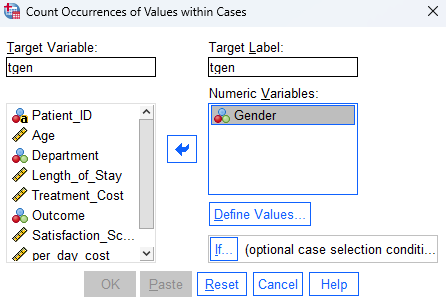 Count Occurrences of Values within Cases
Target Variable:
Target Label:
tgen
tgen
Numeric Variables:
Patient_ID
Age
Department
Length_of_Stay
Treatment_Cost
Outcome
Satisfaction_Sc...
per_day_cost
Gender
Define Values...
If... (optional case selection conditi...
OK
Paste
Reset
Cancel
Help